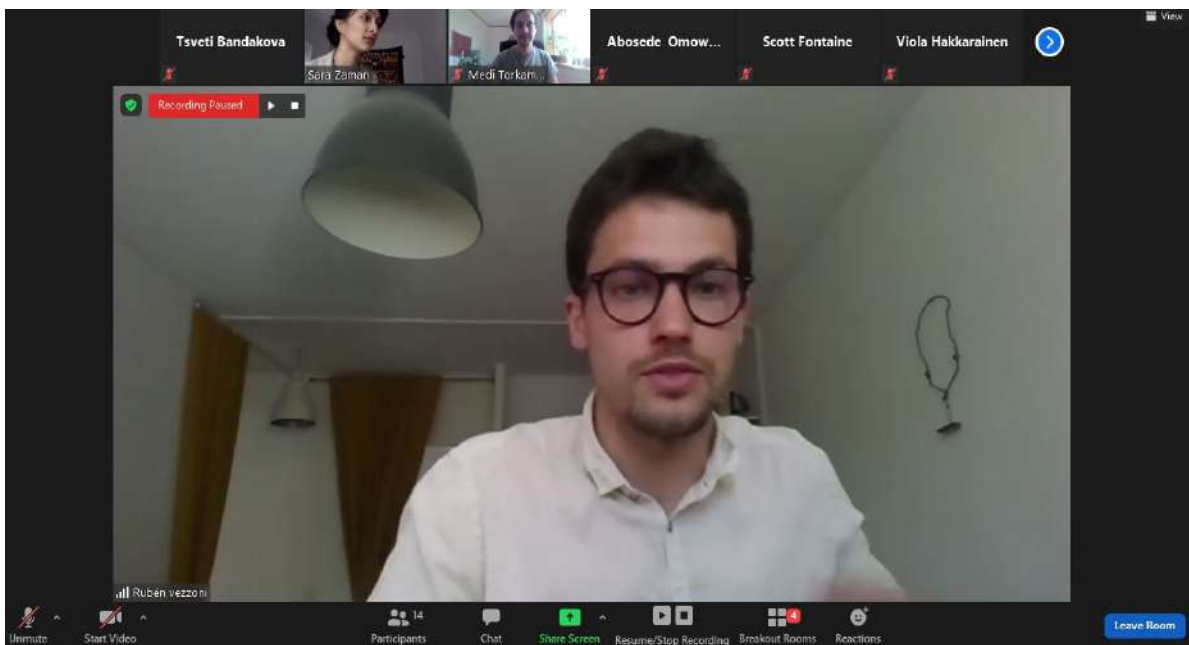 View
Tsveti Bandakova
Sara Zaman
Medi Torkam...
Abosede Omow...
Scott Fontaine
Viola Hakkarainen
Recording Paused
Rubén vezzoni
14
4
Unmute
Start Video
Participants
Chat
Share Screen
Resume/Stop Recording
Breakout Rooms
Reactions
Leave Room